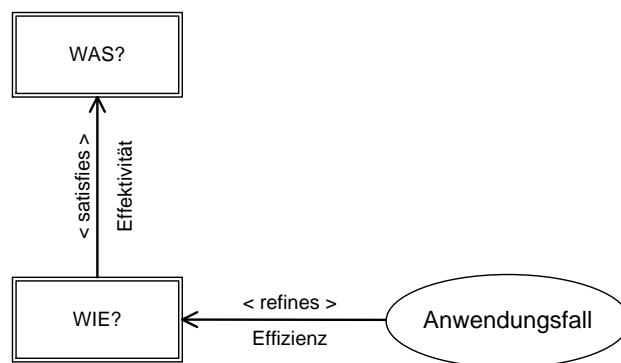 WAS?
< satisfies >
Effektivität
WIE?
< refines >
Effizienz
Anwendungsfall